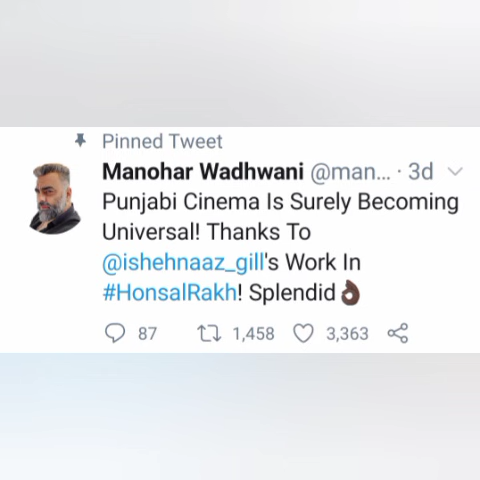 Pinned Tweet
Manohar Wadhwani @man... · 3d
Punjabi Cinema Is Surely Becoming
Universal! Thanks To
@ishehnaaz_gill's Work In
#HonsalRakh! Splendid👌🏿
87 1,458 3,363